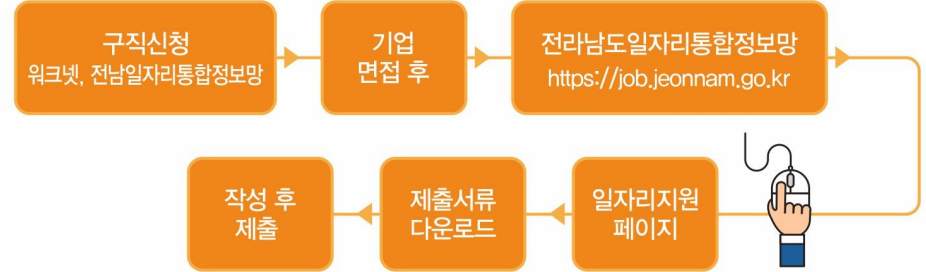 구직신청
워크넷, 전남일자리통합정보망
기업
면접 후
전라남도일자리통합정보망
https://job.jeonnam.go.kr
일자리지원
페이지
제출서류
다운로드
작성 후
제출